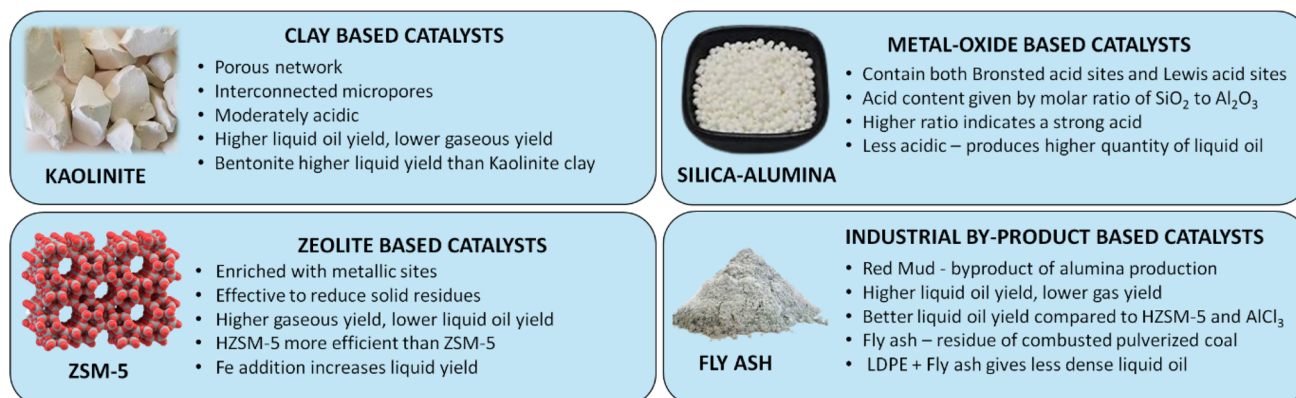 CLAY BASED CATALYSTS
• Porous network
• Interconnected micropores
• Moderately acidic
• Higher liquid oil yield, lower gaseous yield
• Bentonite higher liquid yield than Kaolinite clay
KAOLINITE
METAL-OXIDE BASED CATALYSTS
• Contain both Bronsted acid sites and Lewis acid sites
• Acid content given by molar ratio of SiO₂ to Al₂O₃
• Higher ratio indicates a strong acid
• Less acidic – produces higher quantity of liquid oil
SILICA-ALUMINA
ZEOLITE BASED CATALYSTS
• Enriched with metallic sites
• Effective to reduce solid residues
• Higher gaseous yield, lower liquid oil yield
• HZSM-5 more efficient than ZSM-5
• Fe addition increases liquid yield
ZSM-5
INDUSTRIAL BY-PRODUCT BASED CATALYSTS
• Red Mud - byproduct of alumina production
• Higher liquid oil yield, lower gas yield
• Better liquid oil yield compared to HZSM-5 and AlCl₃
• Fly ash – residue of combusted pulverized coal
• LDPE + Fly ash gives less dense liquid oil
FLY ASH